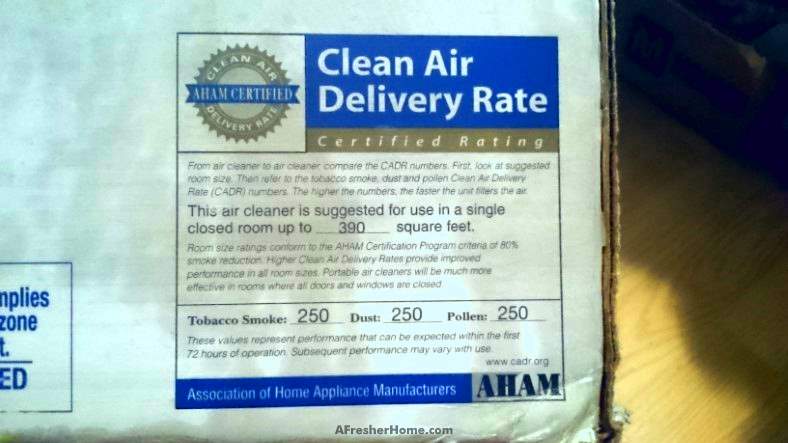 CLEAN AIR
AHAM CERTIFIED
DELIVERY RATE
Clean Air
Delivery Rate
Certified Rating
From air cleaner to air cleaner compare the CADR numbers. First, look at suggested
room size. Then refer to the tobacco smoke, dust and pollen Clean Air Delivery
Rate (CADR) numbers. The higher the numbers, the faster the unit filters the air.
This air cleaner is suggested for use in a single
closed room up to 390 square feet.
Room size ratings conform to the AHAM Certification Program criteria of 80%
smoke reduction. Higher Clean Air Delivery Rates provide improved
performance in all room sizes. Portable air cleaners will be much more
effective in rooms where all doors and windows are closed.
Tobacco Smoke: 250 Dust: 250 Pollen: 250
These values represent performance that can be expected within the first
72 hours of operation. Subsequent performance may vary with use.
www.cadr.org
Association of Home Appliance Manufacturers AHAM
mplies
zone
t.
ED
AFresherHome.com